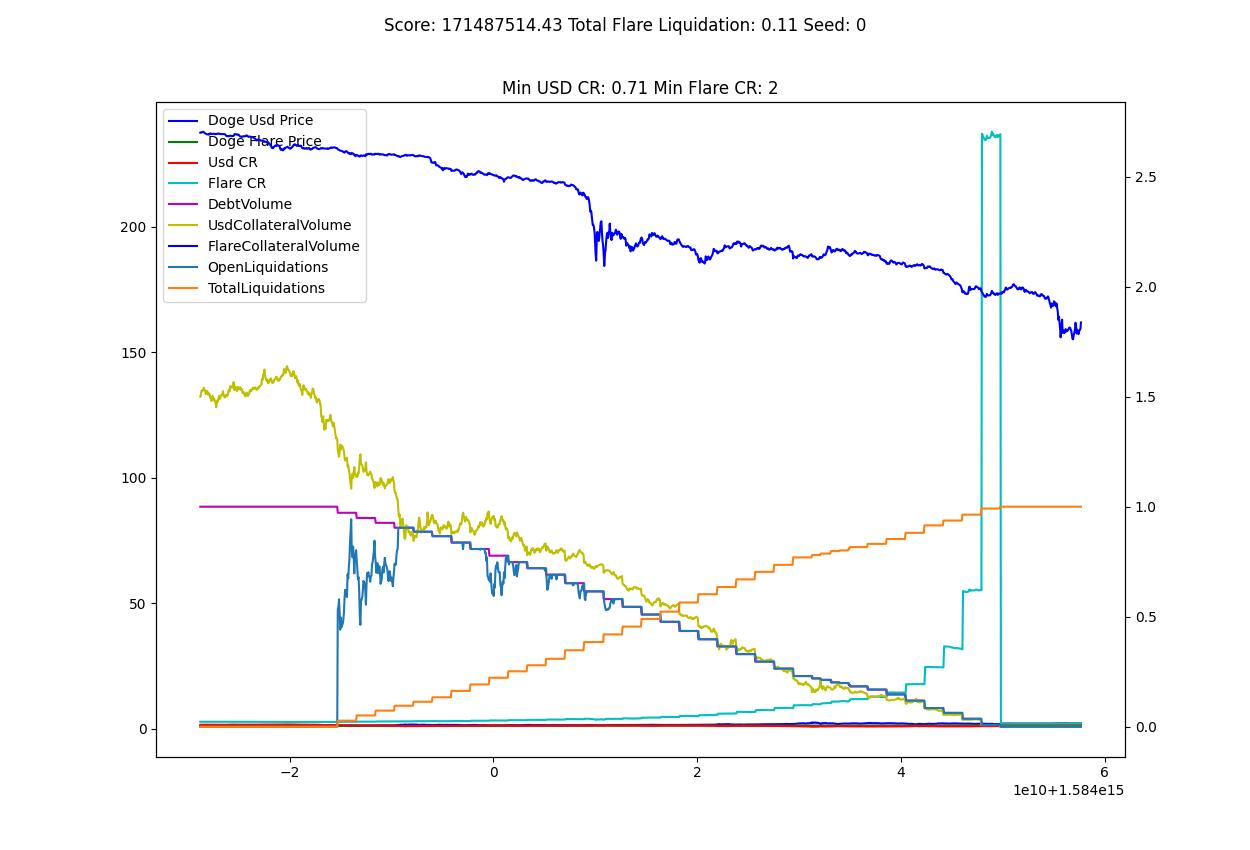 Score: 171487514.43 Total Flare Liquidation: 0.11 Seed: 0
Min USD CR: 0.71 Min Flare CR: 2
Doge Usd Price
Doge Flare Price
Usd CR
Flare CR
DebtVolume
UsdCollateralVolume
FlareCollateralVolume
OpenLiquidations
TotalLiquidations
200
150
100
50
0
2.5
2.0
1.5
1.0
0.5
0.0
−2 0 2 4 6
1e10+1.584e15